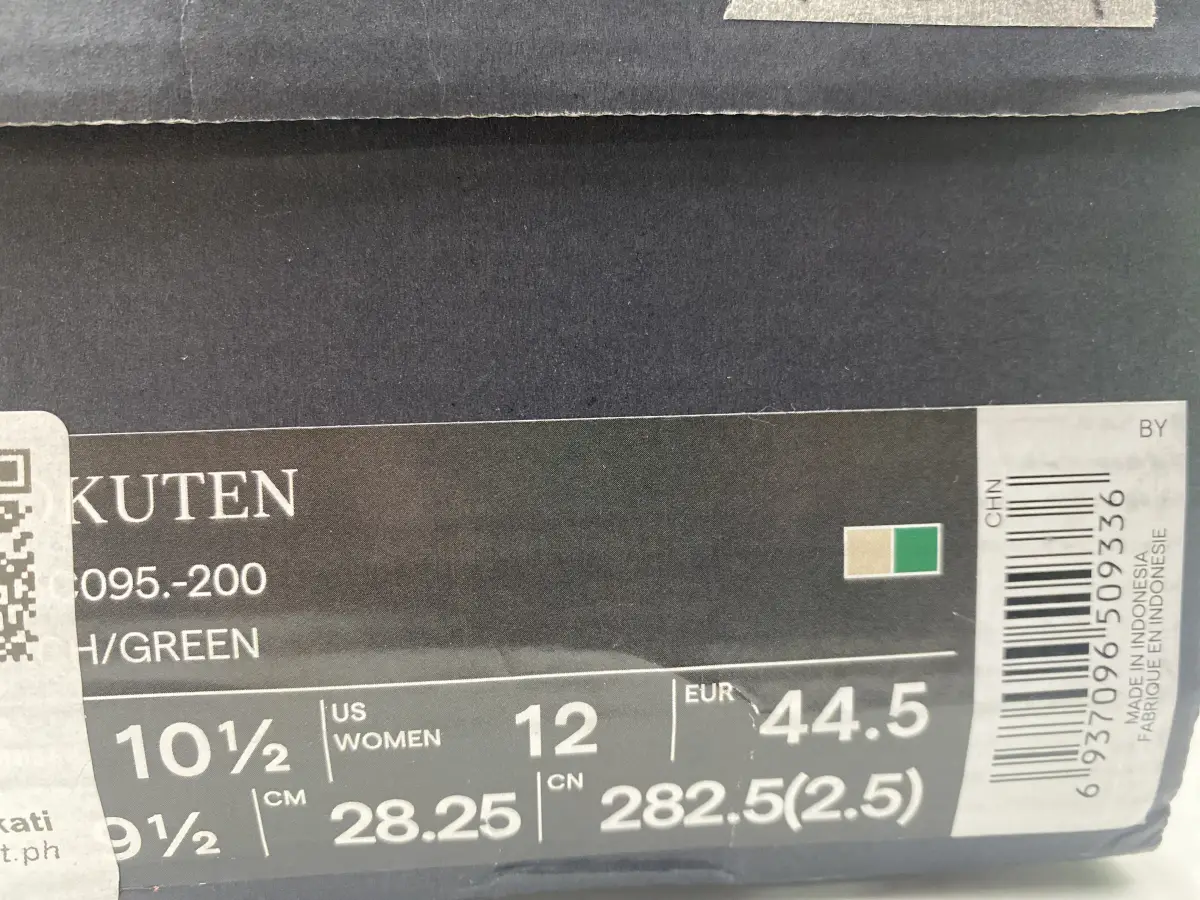 KUTEN
C095.-200
H/GREEN
10½
US WOMEN 12
EUR 44.5
9½
CM 28.25
CN 282.5(2.5)
kati
t.ph
BY
CHN
6 937096 509336
MADE IN INDONESIA
FABRIQUE EN INDONESIE